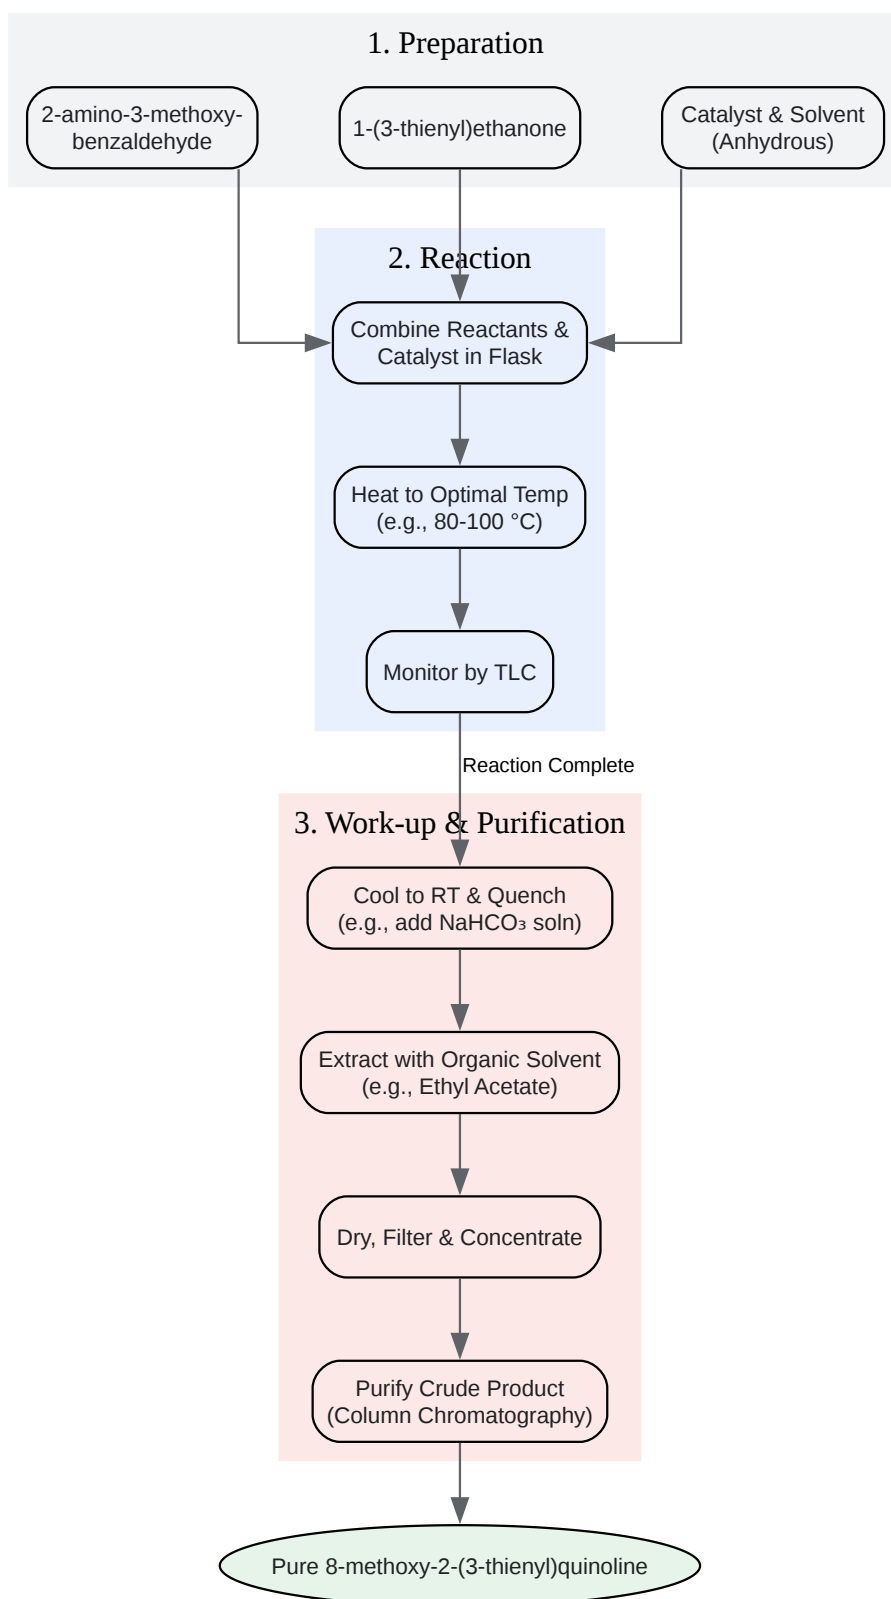 1. Preparation
2-amino-3-methoxy-
benzaldehyde
1-(3-thienyl)ethanone
Catalyst & Solvent
(Anhydrous)
2. Reaction
Combine Reactants &
Catalyst in Flask
Heat to Optimal Temp
(e.g., 80-100 °C)
Monitor by TLC
Reaction Complete
3. Work-up & Purification
Cool to RT & Quench
(e.g., add NaHCO₃ soln)
Extract with Organic Solvent
(e.g., Ethyl Acetate)
Dry, Filter & Concentrate
Purify Crude Product
(Column Chromatography)
Pure 8-methoxy-2-(3-thienyl)quinoline